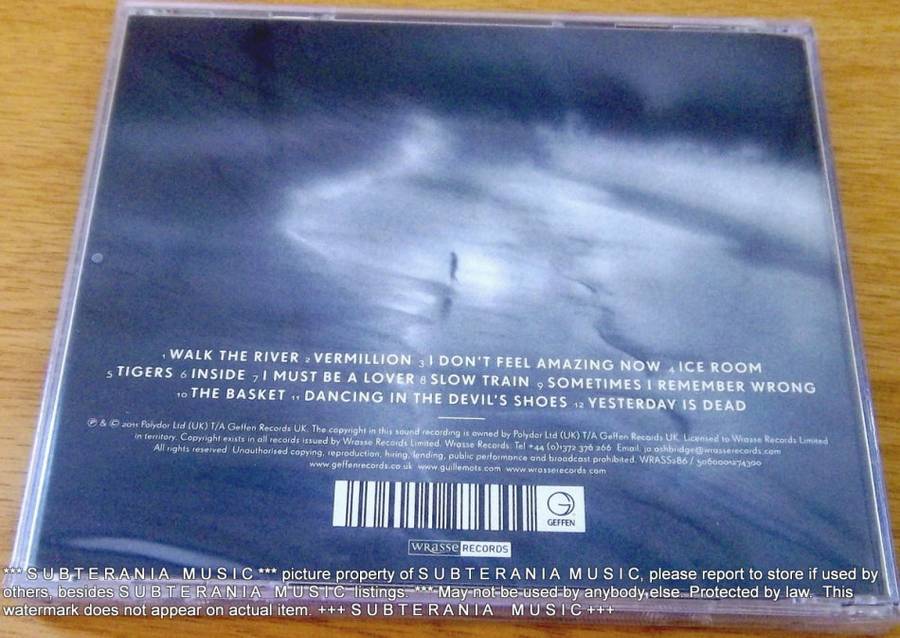 1 WALK THE RIVER 2 VERMILLION 3 I DON'T FEEL AMAZING NOW 4 ICE ROOM
5 TIGERS 6 INSIDE 7 I MUST BE A LOVER 8 SLOW TRAIN 9 SOMETIMES I REMEMBER WRONG
10 THE BASKET 11 DANCING IN THE DEVIL'S SHOES 12 YESTERDAY IS DEAD
℗ & © 2011 Polydor Ltd (UK) T/A Geffen Records UK. The copyright in this sound recording is owned by Polydor Ltd (UK) T/A Geffen Records UK. Licensed to Wrasse Records Limited
in territory. Copyright exists in all records issued by Wrasse Records Limited. Wrasse Records. Tel +44 (0)1372 376 266 Email: jo.ashbridge@wrasserecords.com
All rights reserved. Unauthorised copying, reproduction, hiring, lending, public performance and broadcast prohibited. WRASS286 / 5060001274300
www.geffenrecords.co.uk www.guillemots.com www.wrasserecords.com
GEFFEN
wrasse RECORDS
*** S U B T E R A N I A M U S I C *** picture property of S U B T E R A N I A M U S I C, please report to store if used by
others, besides S U B T E R A N I A M U S I C listings. *** May not be used by anybody else. Protected by law. This
watermark does not appear on actual item. +++ S U B T E R A N I A M U S I C +++